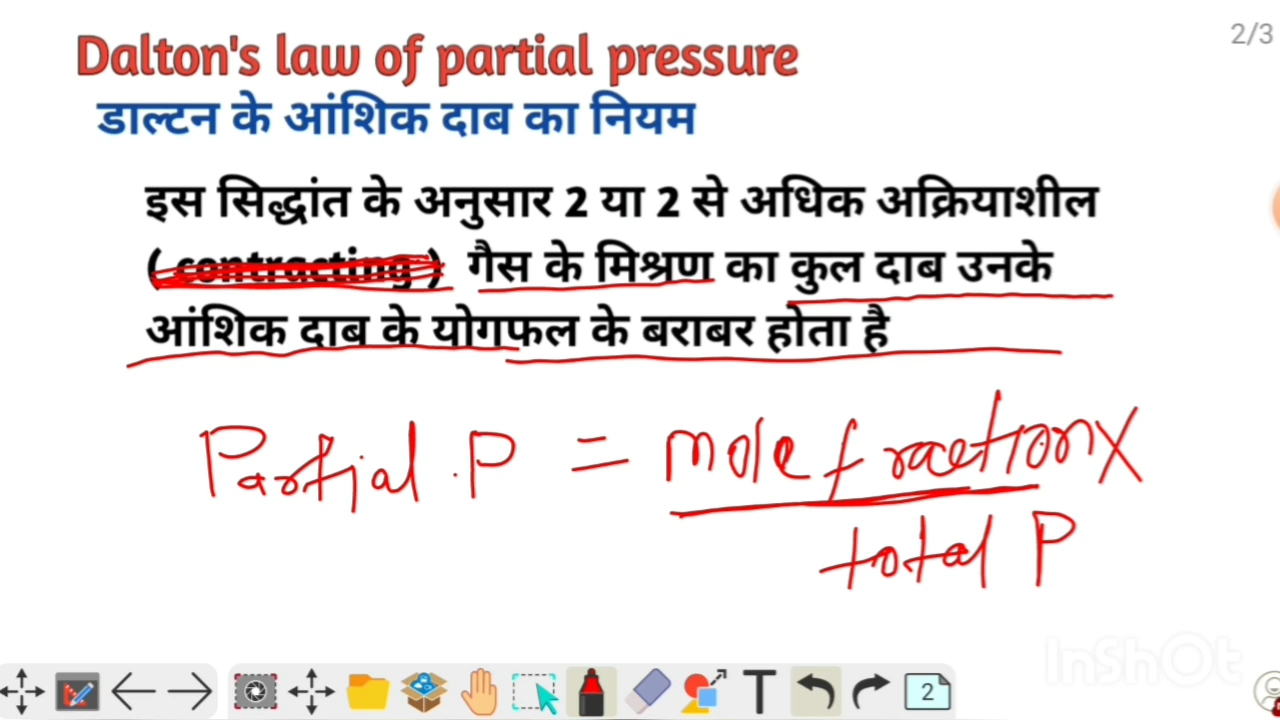 2/3
Dalton's law of partial pressure
डाल्टन के आंशिक दाब का नियम
इस सिद्धांत के अनुसार 2 या 2 से अधिक अक्रियाशील
( contracting ) गैस के मिश्रण का कुल दाब उनके
आंशिक दाब के योगफल के बराबर होता है
Partial .P = mole fraction X
total P
InShOt
T
2